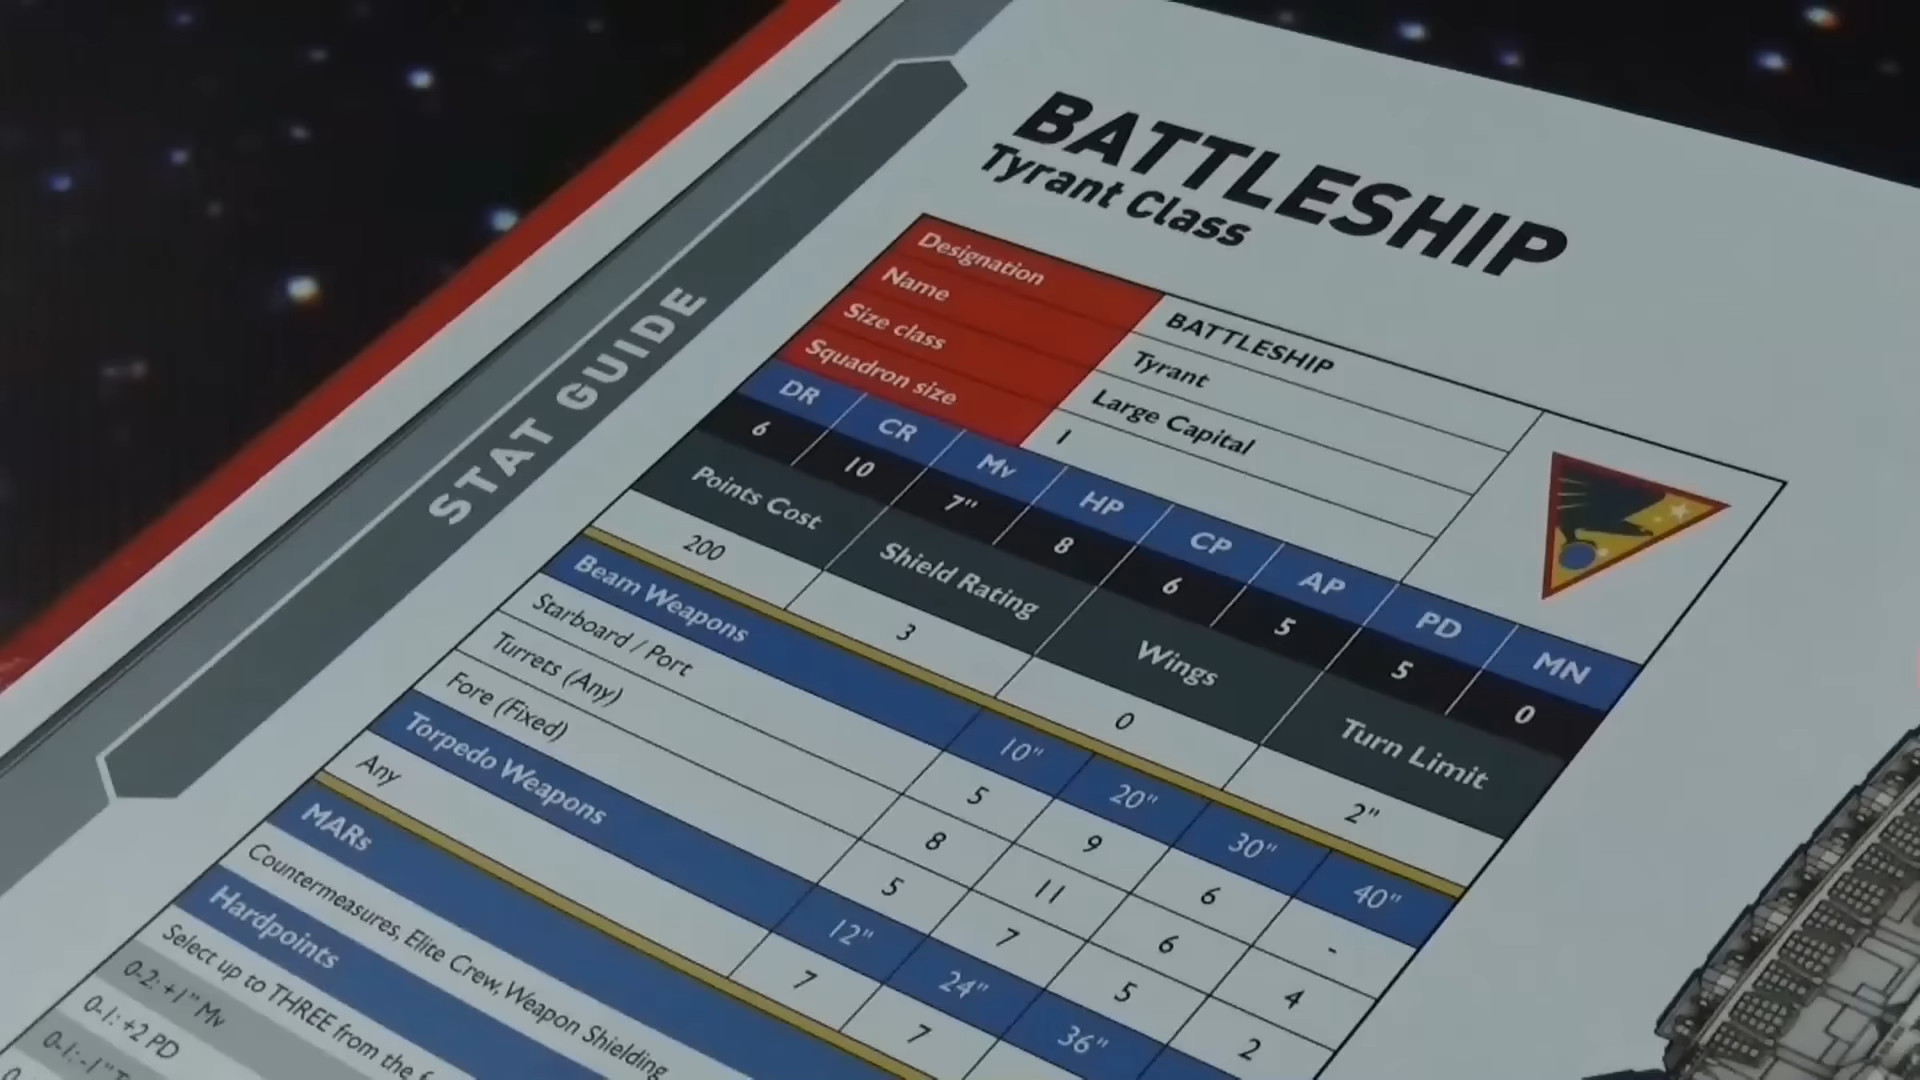 STAT GUIDE
BATTLESHIP
Tyrant Class
Designation BATTLESHIP
Name Tyrant
Size class Large Capital
Squadron size 1
DR CR Mv HP CP AP PD MN
6 10 7" 8 6 5 5 0
Points Cost Shield Rating Wings Turn Limit
200 3 0 2"
Beam Weapons 10" 20" 30" 40"
Starboard / Port 5 9 6 -
Turrets (Any) 8 11 6 4
Fore (Fixed) 5 7 5 2
Torpedo Weapons 12" 24" 36"
Any 7 7
MARs
Countermeasures, Elite Crew, Weapon Shielding
Hardpoints
Select up to THREE from the
0-2: +1" Mv
0-1: +2 PD
0-1: -1"